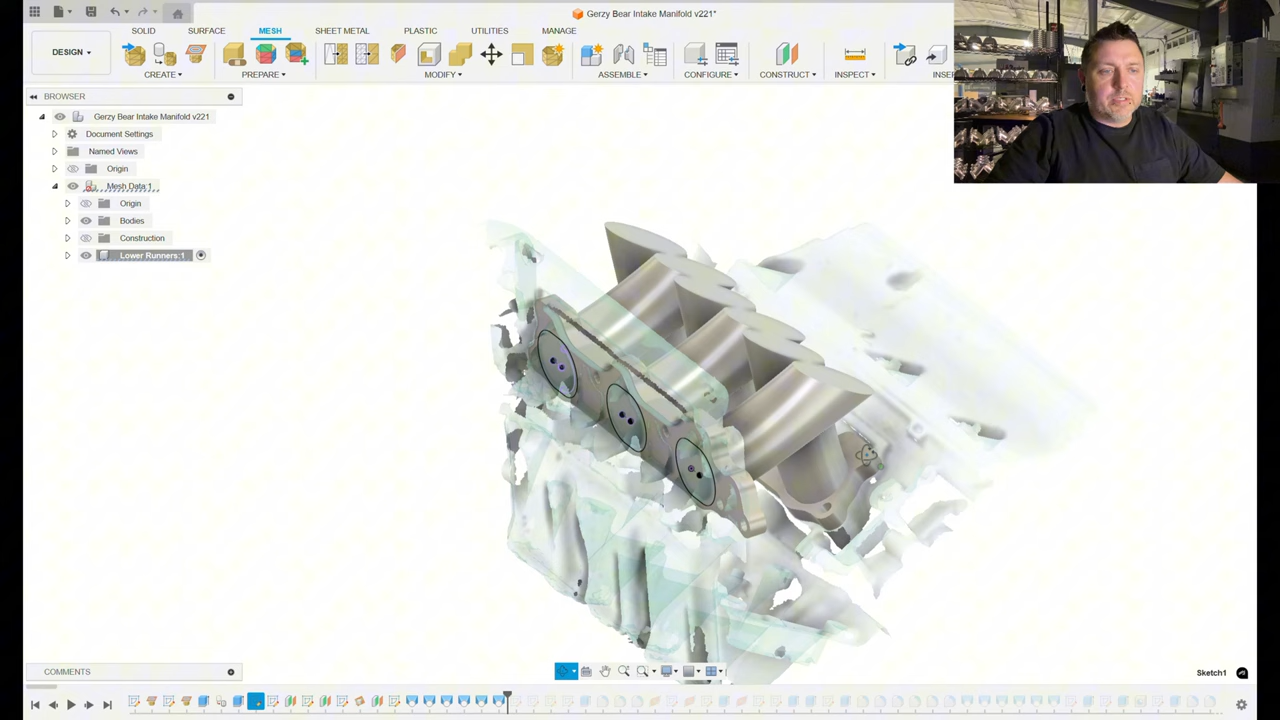 Gerzy Bear Intake Manifold v221*
SOLID SURFACE MESH SHEET METAL PLASTIC UTILITIES MANAGE
DESIGN
CREATE PREPARE MODIFY ASSEMBLE CONFIGURE CONSTRUCT INSPECT
BROWSER
Gerzy Bear Intake Manifold v221
Document Settings
Named Views
Origin
Mesh Data:1
Origin
Bodies
Construction
Lower Runners:1
COMMENTS
Sketch1